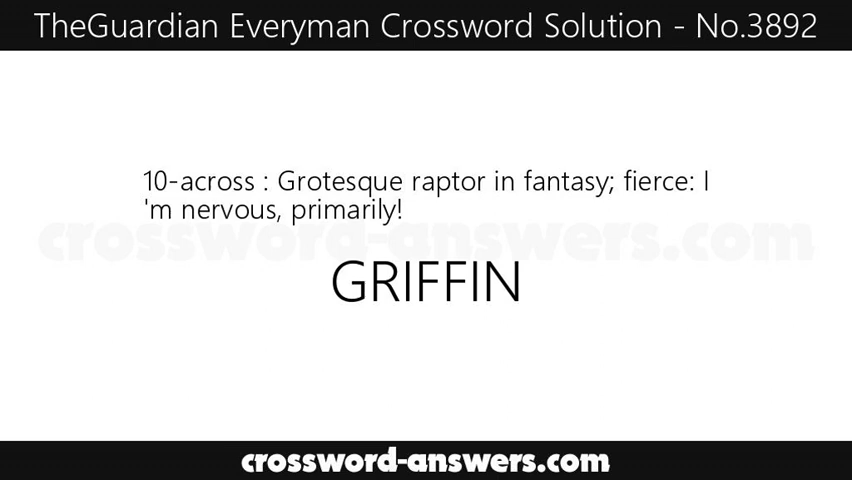 TheGuardian Everyman Crossword Solution - No.3892
10-across : Grotesque raptor in fantasy; fierce: I
'm nervous, primarily!
crossword-answers.com
GRIFFIN
crossword-answers.com